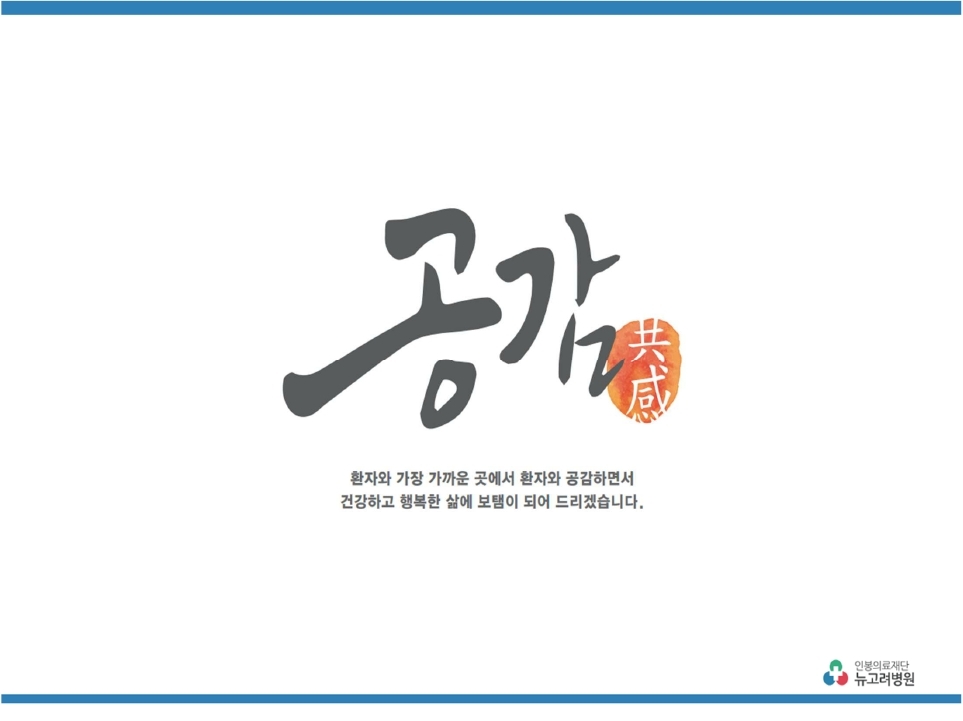 공감
共感
환자와 가장 가까운 곳에서 환자와 공감하면서
건강하고 행복한 삶에 보탬이 되어 드리겠습니다.
인봉의료재단
뉴고려병원